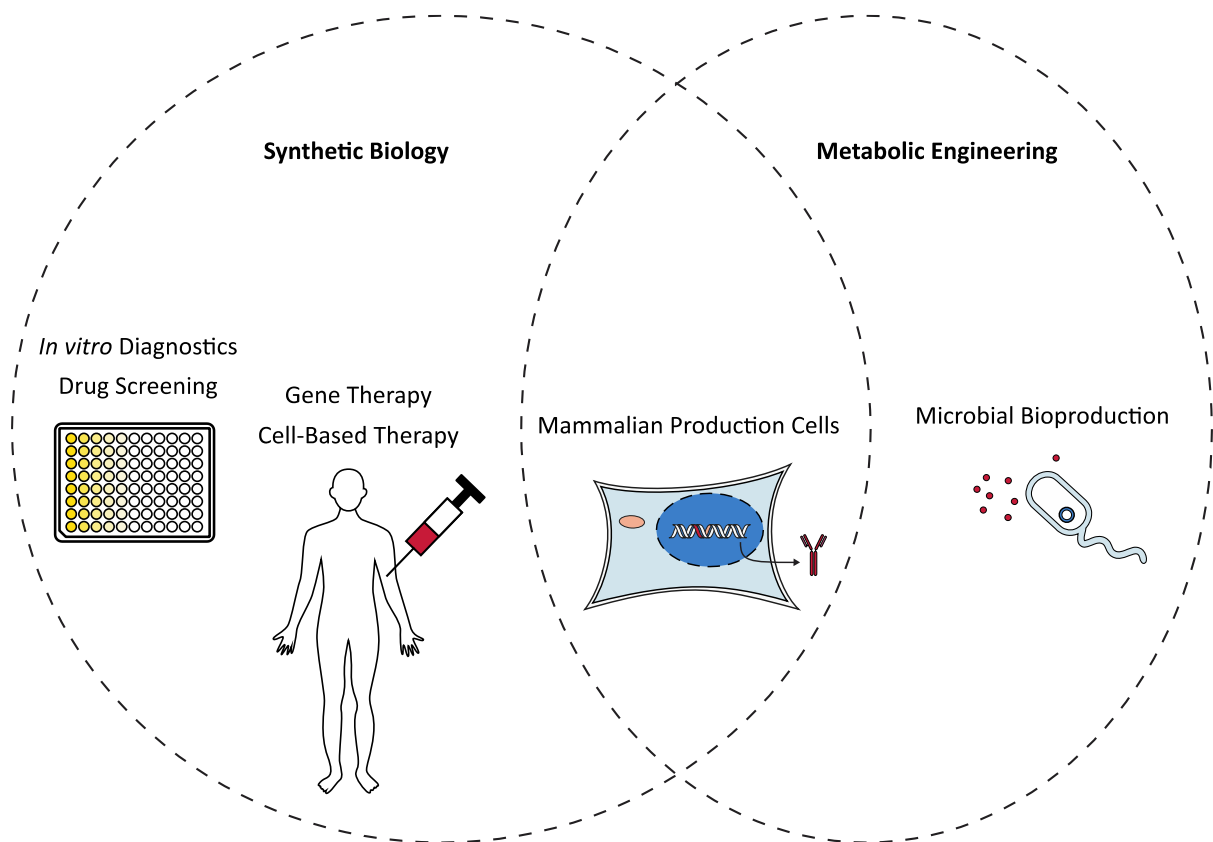 Synthetic Biology
Metabolic Engineering
In vitro Diagnostics
Drug Screening
Gene Therapy
Cell-Based Therapy
Mammalian Production Cells
Microbial Bioproduction